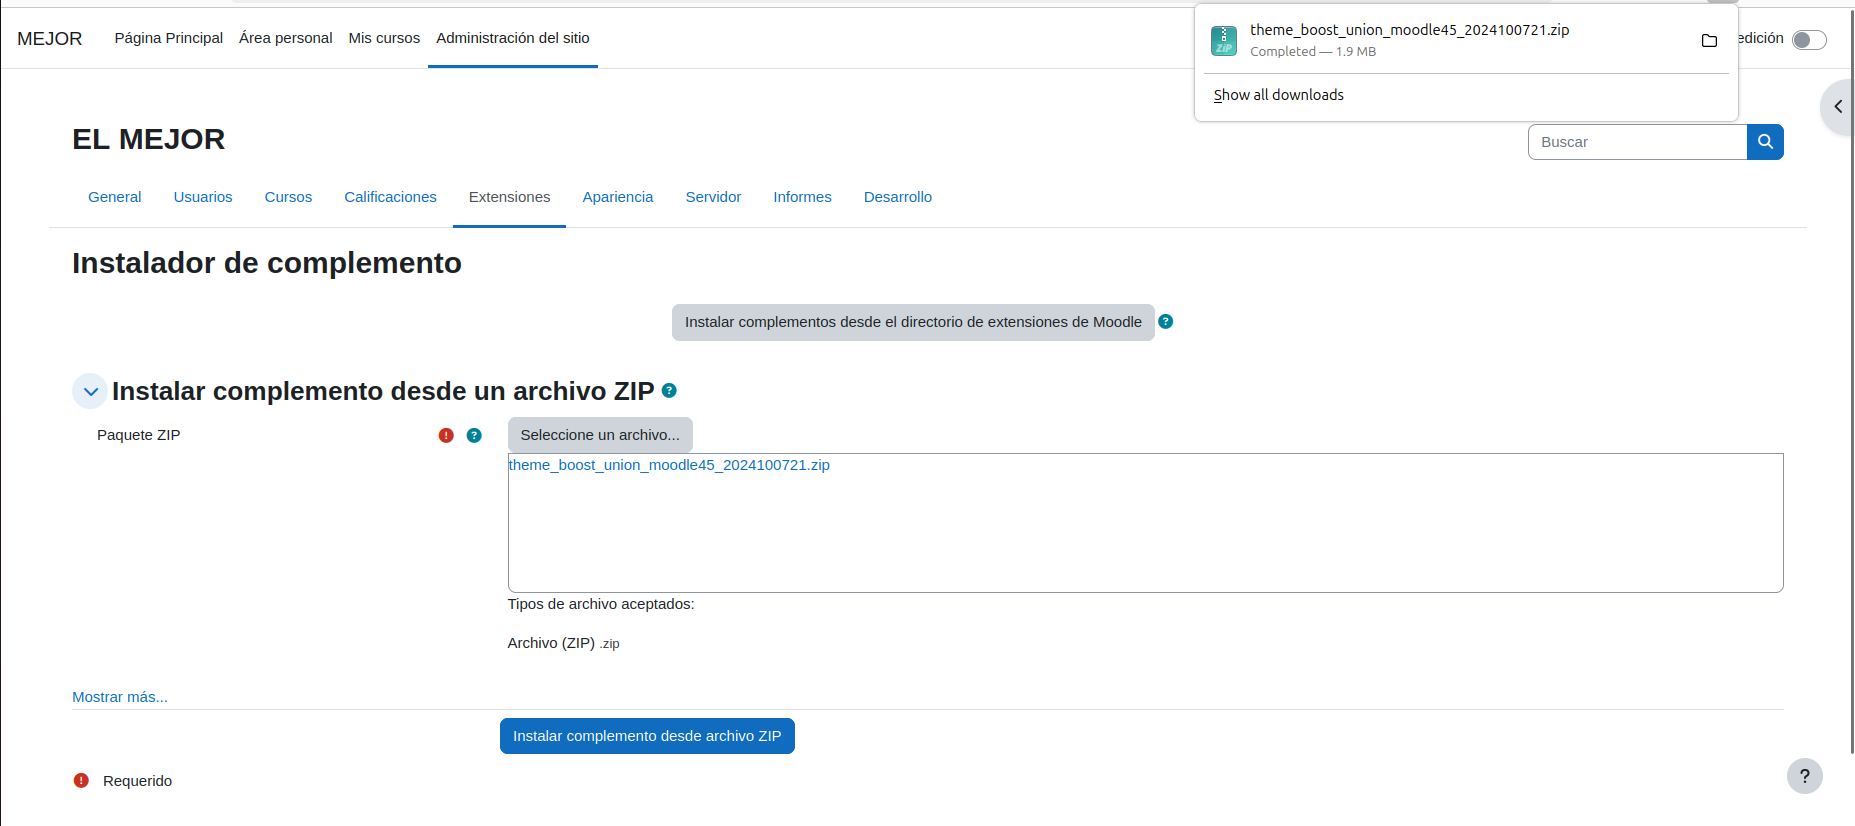 MEJOR Página Principal Área personal Mis cursos Administración del sitio edición
theme_boost_union_moodle45_2024100721.zip
Completed — 1.9 MB
Show all downloads
EL MEJOR
Buscar
General Usuarios Cursos Calificaciones Extensiones Apariencia Servidor Informes Desarrollo
Instalador de complemento
Instalar complementos desde el directorio de extensiones de Moodle ?
Instalar complemento desde un archivo ZIP ?
Paquete ZIP ! ? Seleccione un archivo...
theme_boost_union_moodle45_2024100721.zip
Tipos de archivo aceptados:
Archivo (ZIP) .zip
Mostrar más...
Instalar complemento desde archivo ZIP
! Requerido
?